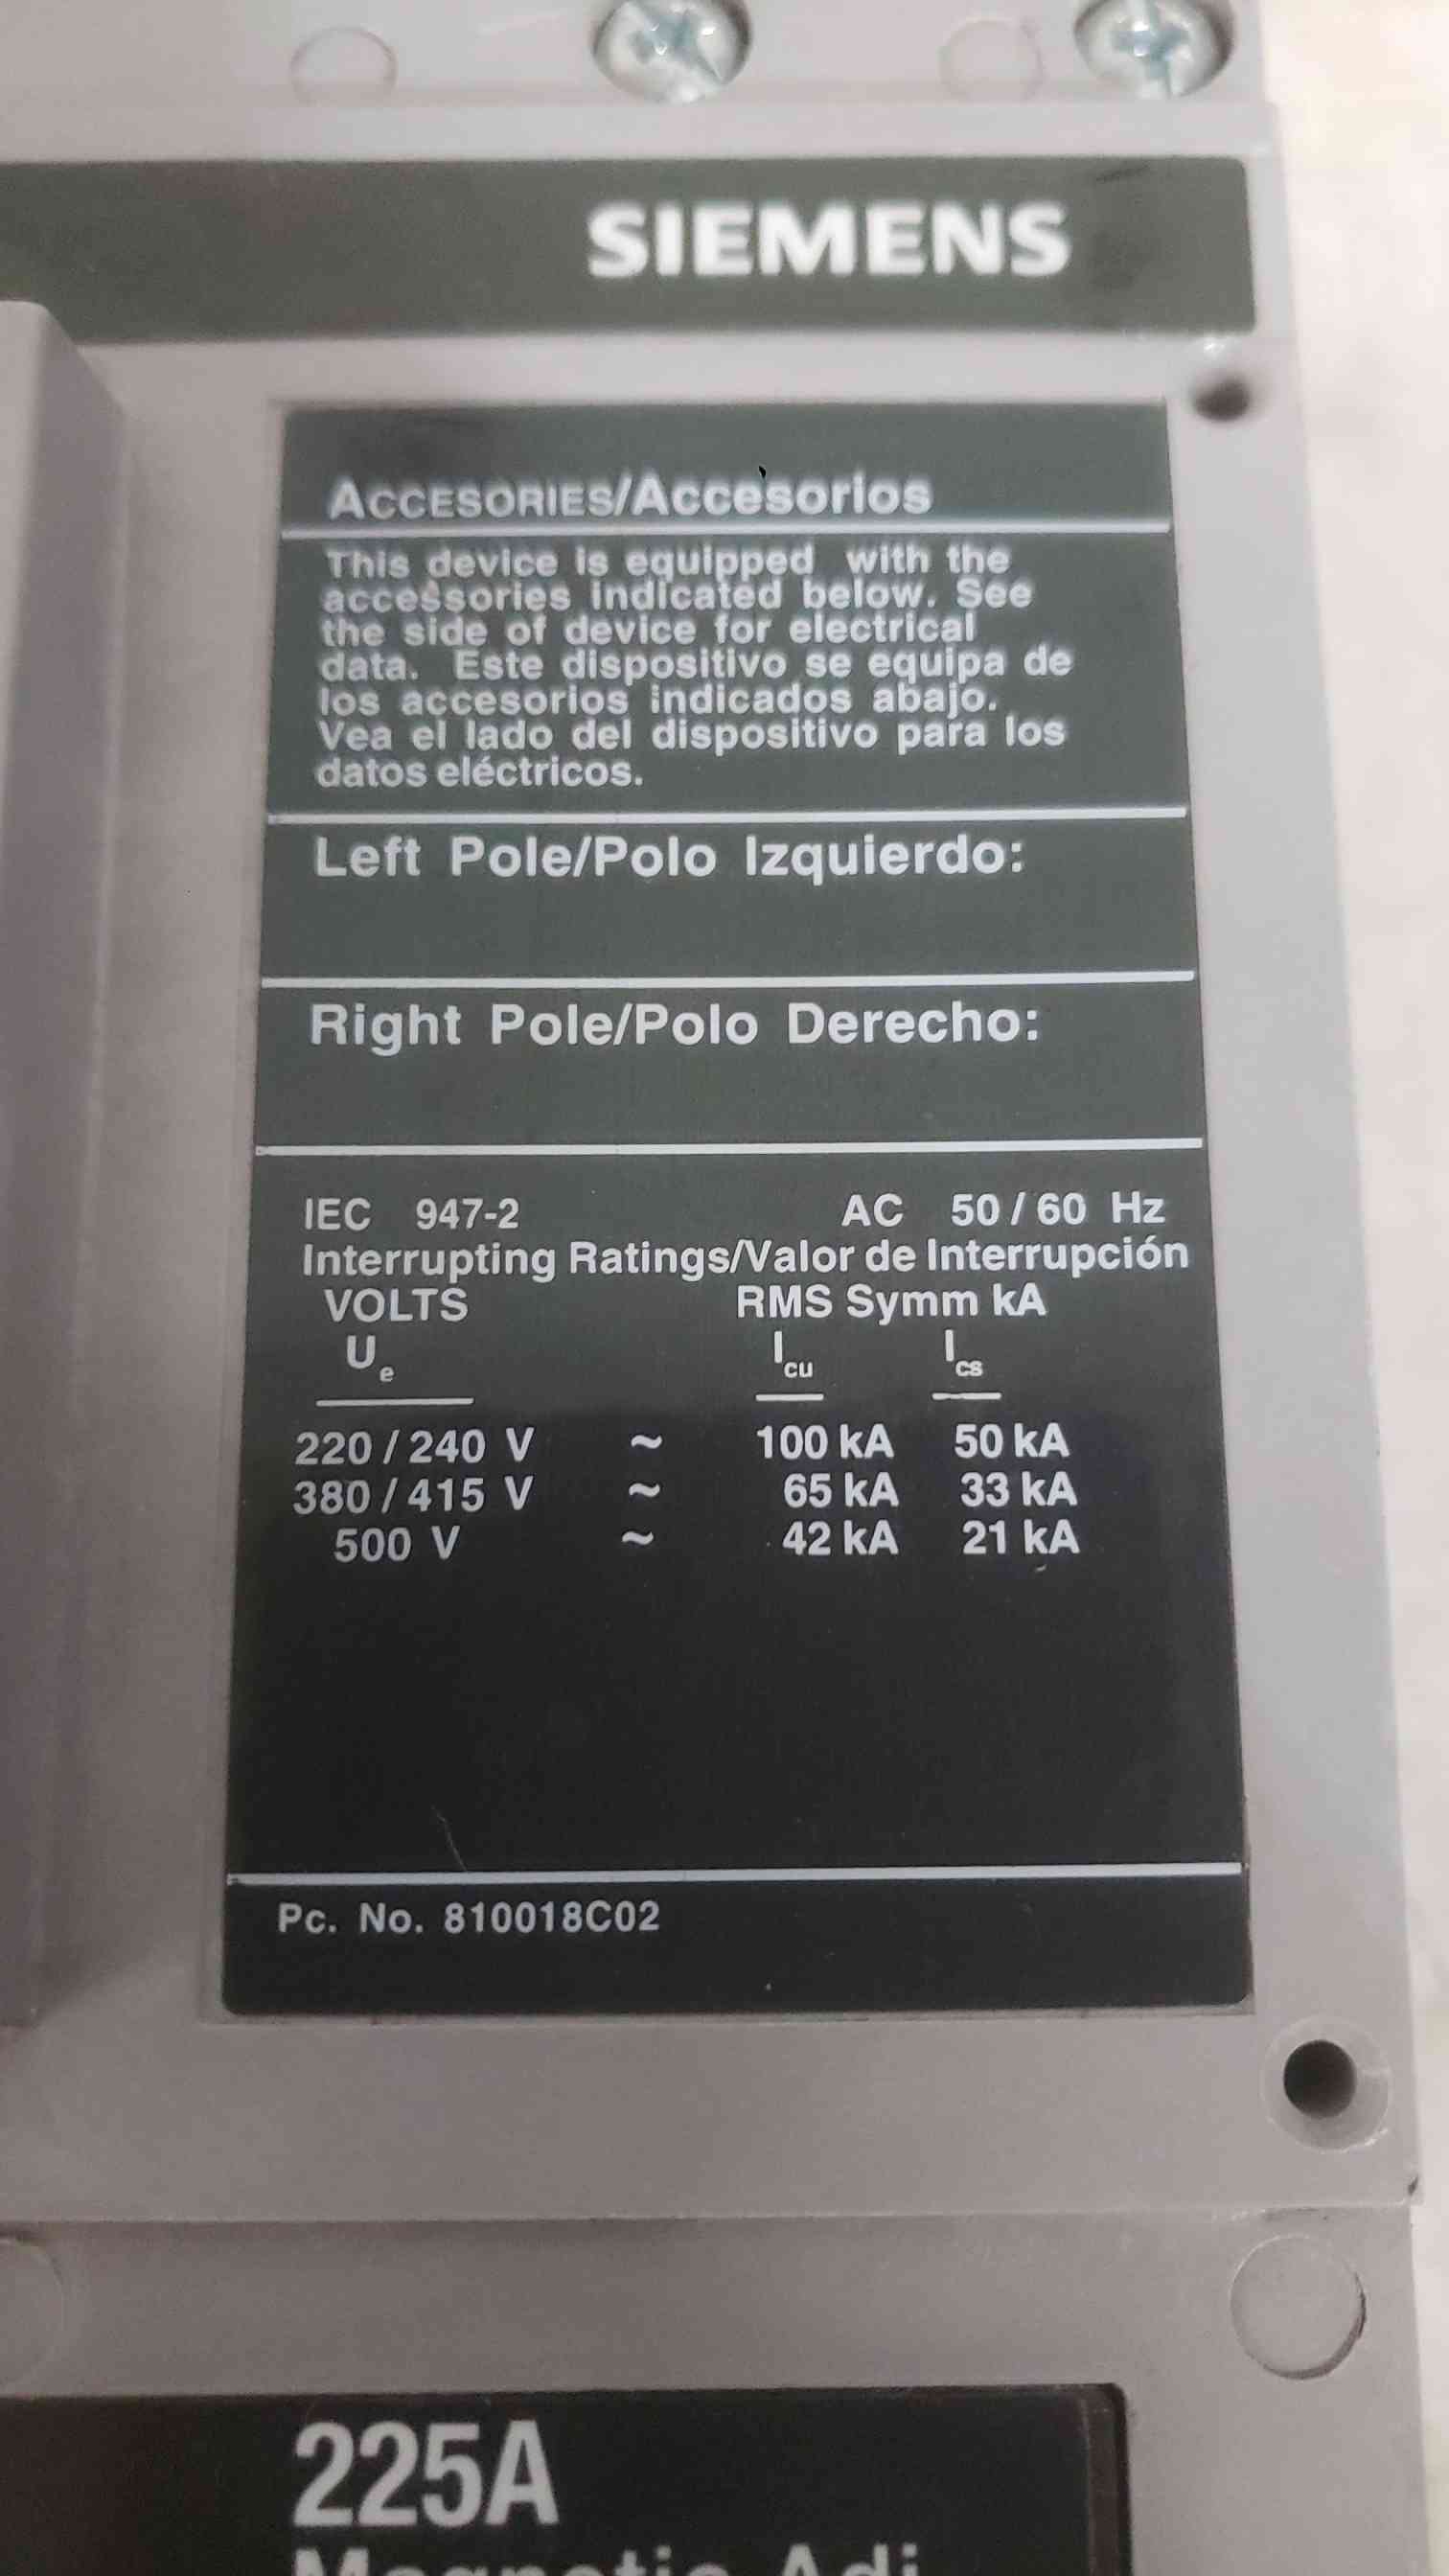 SIEMENS
ACCESORIES/Accesorios
This device is equipped with the
accessories indicated below. See
the side of device for electrical
data. Este dispositivo se equipa de
los accesorios indicados abajo.
Vea el lado del dispositivo para los
datos eléctricos.
Left Pole/Polo Izquierdo:
Right Pole/Polo Derecho:
IEC 947-2 AC 50/60 Hz
Interrupting Ratings/Valor de Interrupción
VOLTS RMS Symm kA
Ue Icu Ics
220/240 V ~ 100 kA 50 kA
380/415 V ~ 65 kA 33 kA
500 V ~ 42 kA 21 kA
Pc. No. 810018C02
225A
Magnetic Adj